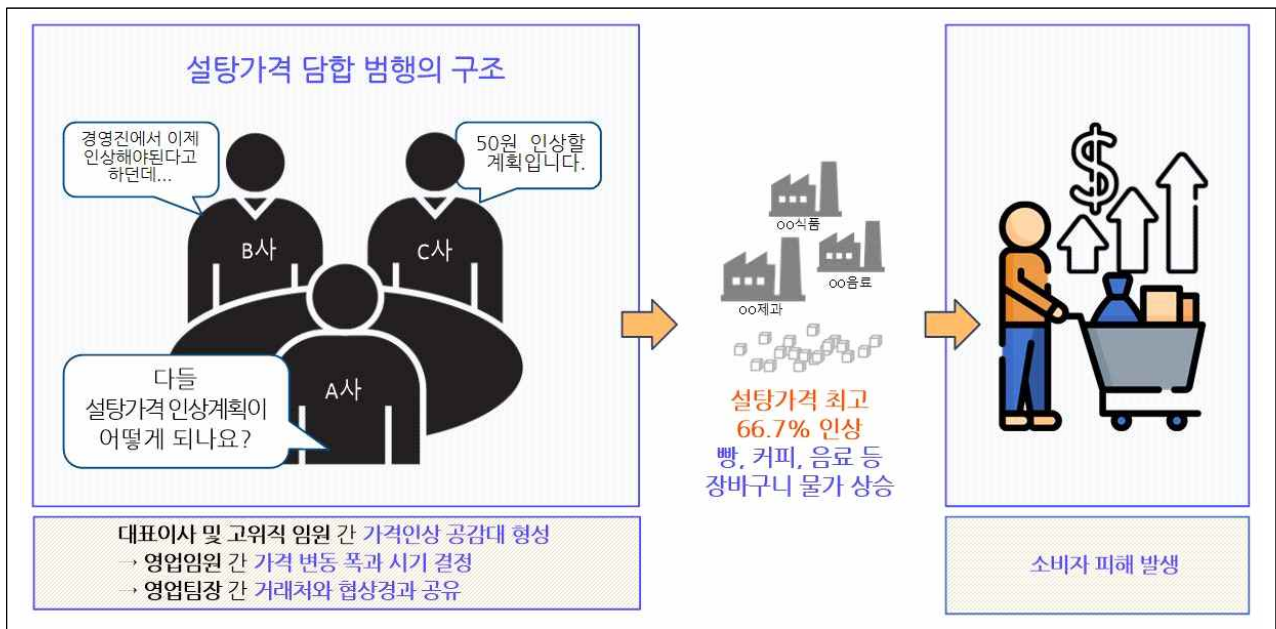 설탕가격 담합 범행의 구조
경영진에서 이제
인상해야된다고
하던데...
50원 인상할
계획입니다.
B사
C사
A사
다들
설탕가격 인상계획이
어떻게 되나요?
대표이사 및 고위직 임원 간 가격인상 공감대 형성
→ 영업임원 간 가격 변동 폭과 시기 결정
→ 영업팀장 간 거래처와 협상경과 공유
oo식품
oo음료
oo제과
설탕가격 최고
66.7% 인상
빵, 커피, 음료 등
장바구니 물가 상승
$
소비자 피해 발생